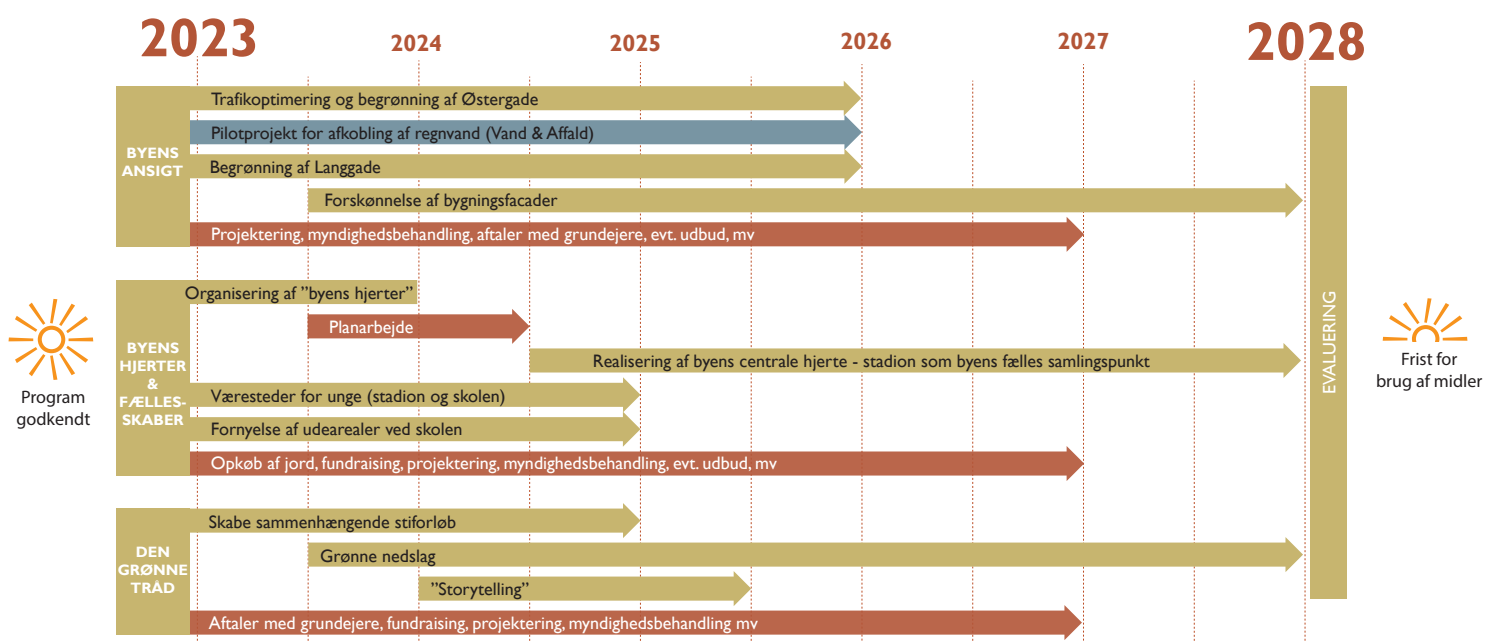 2023
2024
2025
2026
2027
2028
BYENS
ANSIGT
Trafikoptimering og begrønning af Østergade
Pilotprojekt for afkobling af regnvand (Vand & Affald)
Begrønning af Langgade
Forskønnelse af bygningsfacader
Projektering, myndighedsbehandling, aftaler med grundejere, evt. udbud, mv
Program
godkendt
BYENS
HJERTER
&
FÆLLES-
SKABER
Organisering af ”byens hjerter”
Planarbejde
Realisering af byens centrale hjerte - stadion som byens fælles samlingspunkt
Væresteder for unge (stadion og skolen)
Fornyelse af udearealer ved skolen
Opkøb af jord, fundraising, projektering, myndighedsbehandling, evt. udbud, mv
DEN
GRØNNE
TRÅD
Skabe sammenhængende stiforløb
Grønne nedslag
”Storytelling”
Aftaler med grundejere, fundraising, projektering, myndighedsbehandling mv
EVALUERING
Frist for
brug af midler